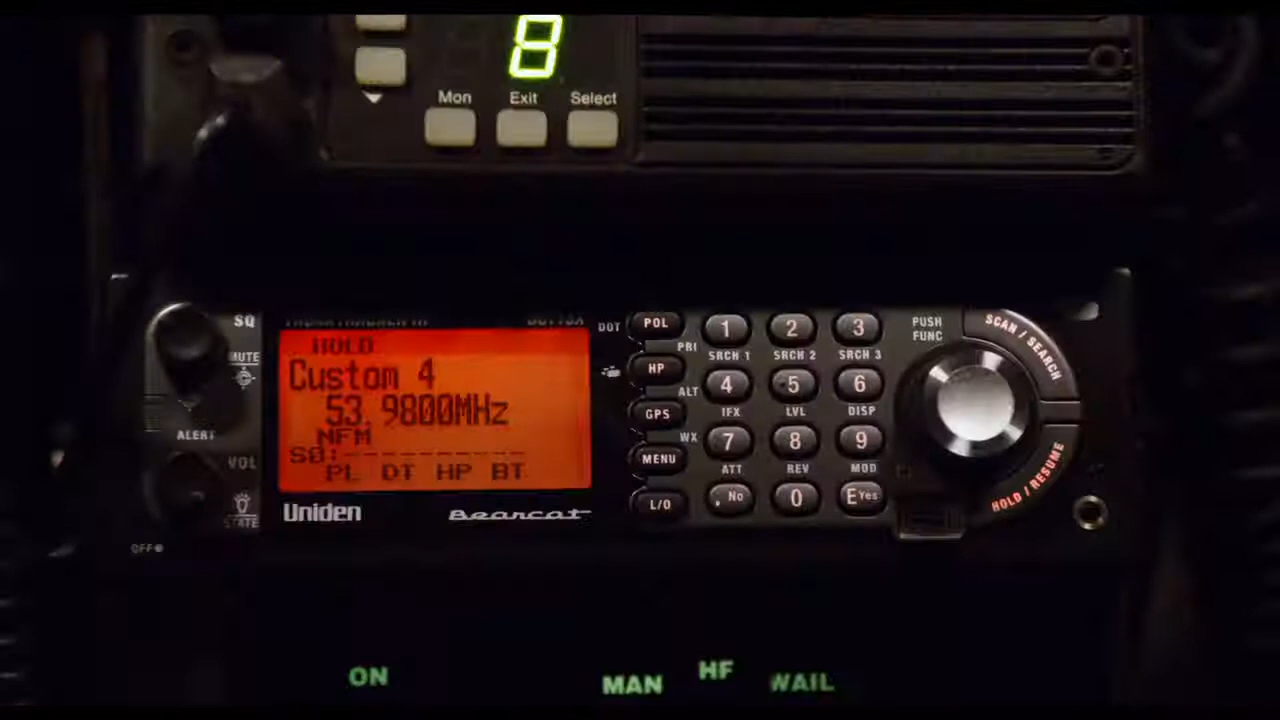 8
Mon Exit Select
SQ
MUTE
ALERT
VOL
STATE
OFF
HOLD
Custom 4
53.9800MHz
NFM
S0:----------
PL DT HP BT
Uniden Bearcat
DOT POL
PRI
HP
ALT
GPS
WX
MENU
L/O
1 2 3
SRCH 1 SRCH 2 SRCH 3
4 5 6
IFX LVL DISP
7 8 9
ATT REV MOD
. No 0 E Yes
PUSH
FUNC
SCAN / SEARCH
HOLD / RESUME
ON MAN HF WAIL